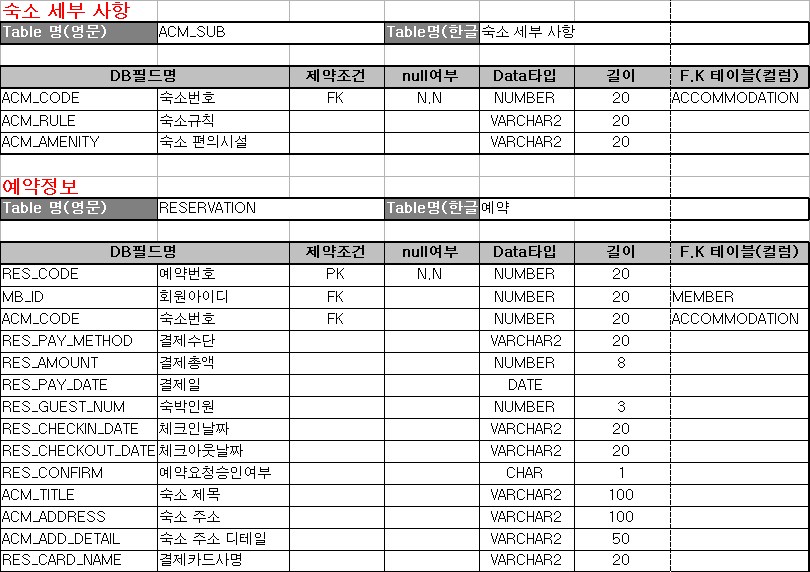 숙소 세부 사항
Table 명(영문) ACM_SUB Table명(한글 숙소 세부 사항
DB필드명 제약조건 null여부 Data타입 길이 F.K 테이블(컬럼)
ACM_CODE 숙소번호 FK N.N NUMBER 20 ACCOMMODATION
ACM_RULE 숙소규칙 VARCHAR2 20
ACM_AMENITY 숙소 편의시설 VARCHAR2 20
예약정보
Table 명(영문) RESERVATION Table명(한글 예약
DB필드명 제약조건 null여부 Data타입 길이 F.K 테이블(컬럼)
RES_CODE 예약번호 PK N.N NUMBER 20
MB_ID 회원아이디 FK NUMBER 20 MEMBER
ACM_CODE 숙소번호 FK NUMBER 20 ACCOMMODATION
RES_PAY_METHOD 결제수단 VARCHAR2 20
RES_AMOUNT 결제총액 NUMBER 8
RES_PAY_DATE 결제일 DATE
RES_GUEST_NUM 숙박인원 NUMBER 3
RES_CHECKIN_DATE 체크인날짜 VARCHAR2 20
RES_CHECKOUT_DATE 체크아웃날짜 VARCHAR2 20
RES_CONFIRM 예약요청승인여부 CHAR 1
ACM_TITLE 숙소 제목 VARCHAR2 100
ACM_ADDRESS 숙소 주소 VARCHAR2 100
ACM_ADD_DETAIL 숙소 주소 디테일 VARCHAR2 50
RES_CARD_NAME 결제카드사명 VARCHAR2 20